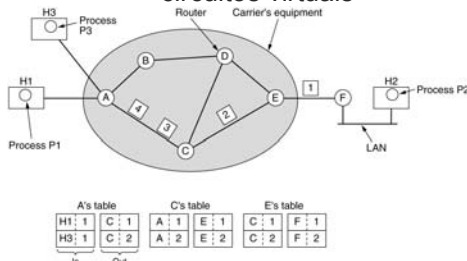 circuitos virtuais
H3
Process P3
Router
Carrier's equipment
H1
Process P1
A
B
C
D
E
F
4
3
2
1
H2
Process P2
LAN
A's table
C's table
E's table
H1 1 C 1 A 1 E 1 C 1 F 1
H3 1 C 2 A 2 E 2 C 2 F 2
In Out